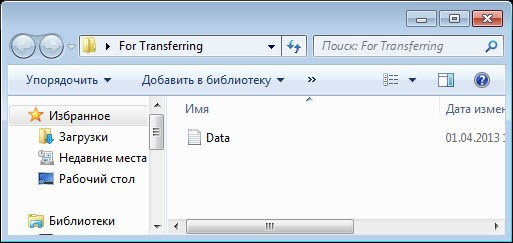 For Transferring
Поиск: For Transferring
Упорядочить Добавить в библиотеку »
Избранное
Загрузки
Недавние места
Рабочий стол
Библиотеки
Имя Дата измен
Data 01.04.2013 1